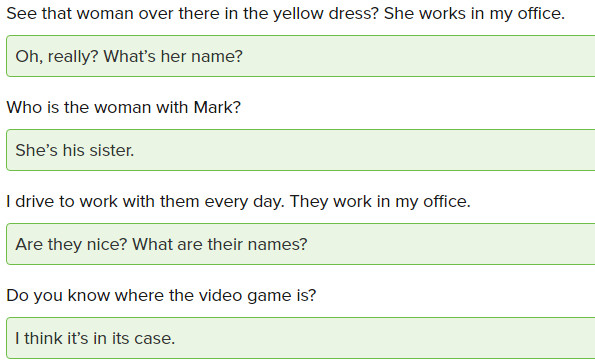 See that woman over there in the yellow dress? She works in my office.
Oh, really? What’s her name?
Who is the woman with Mark?
She’s his sister.
I drive to work with them every day. They work in my office.
Are they nice? What are their names?
Do you know where the video game is?
I think it’s in its case.